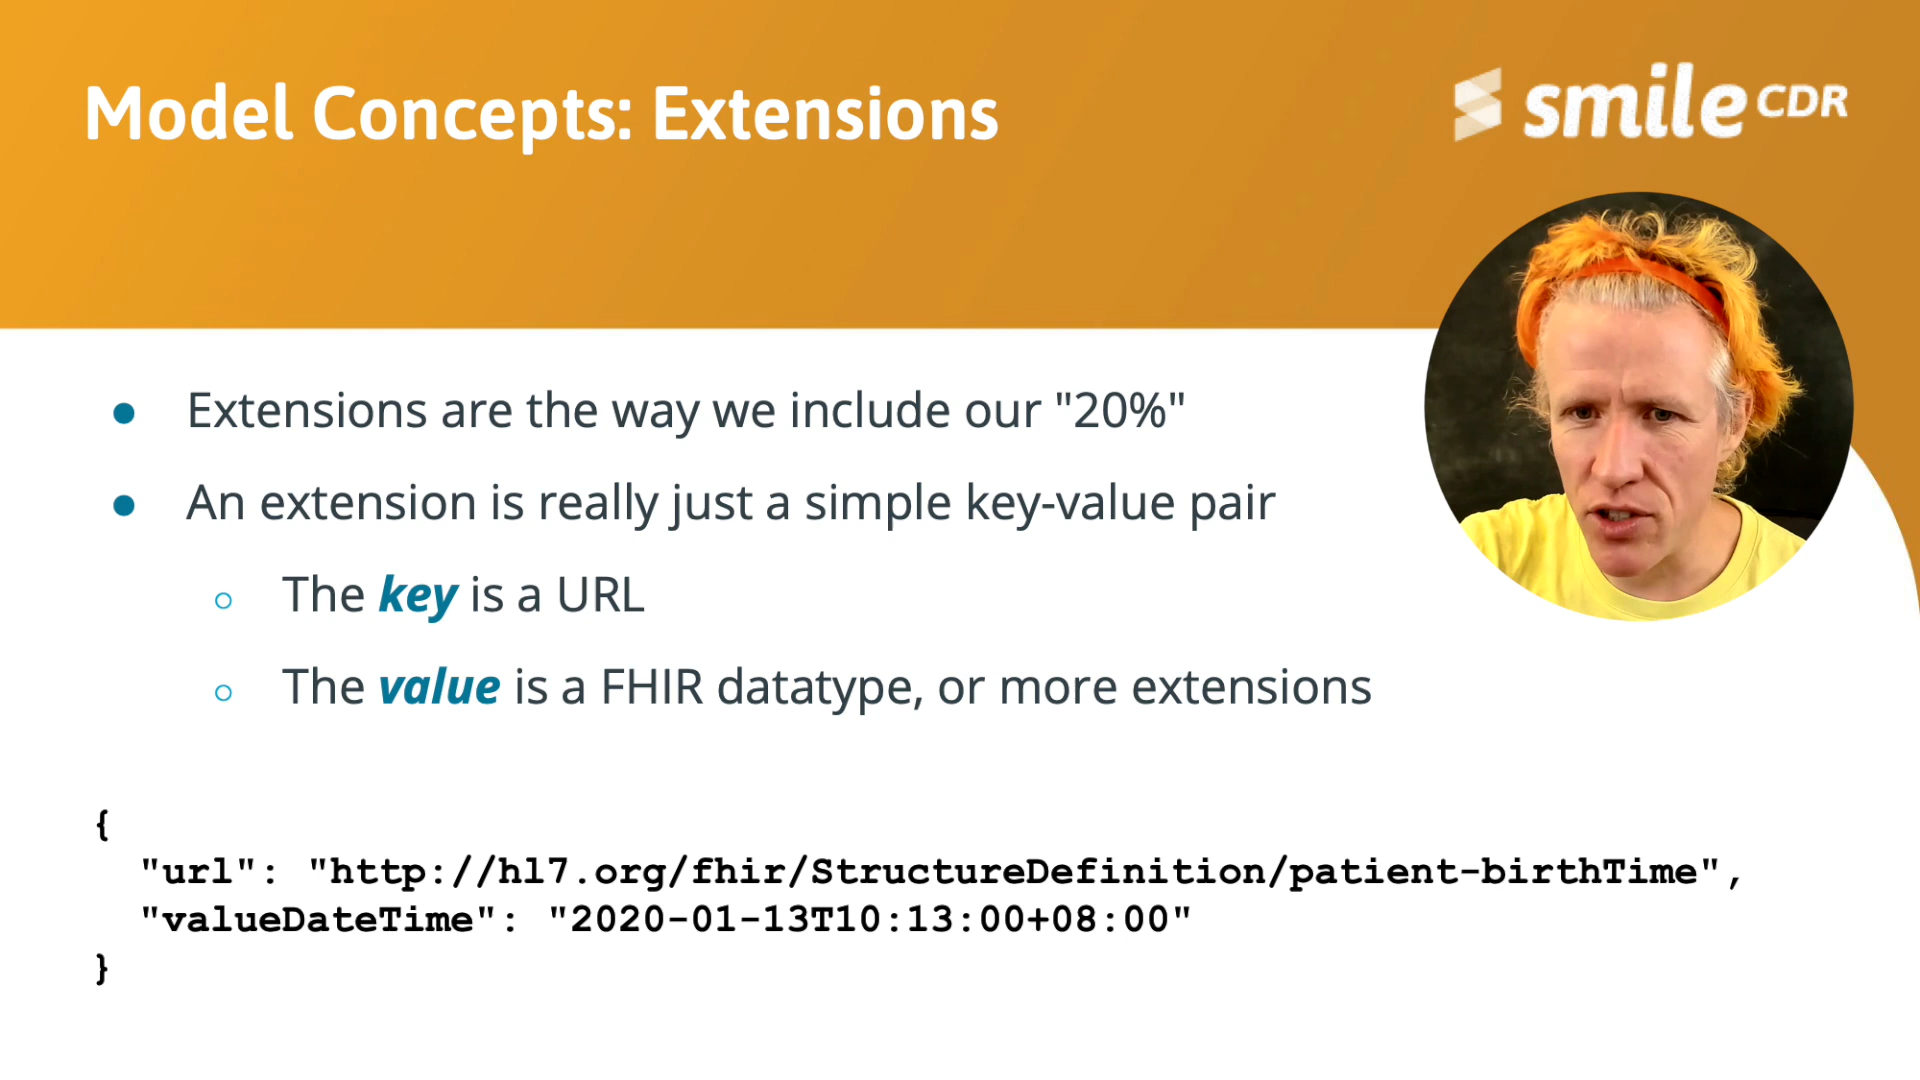 Model Concepts: Extensions
smile CDR
● Extensions are the way we include our "20%"
● An extension is really just a simple key-value pair
○ The key is a URL
○ The value is a FHIR datatype, or more extensions
{
"url": "http://hl7.org/fhir/StructureDefinition/patient-birthTime",
"valueDateTime": "2020-01-13T10:13:00+08:00"
}